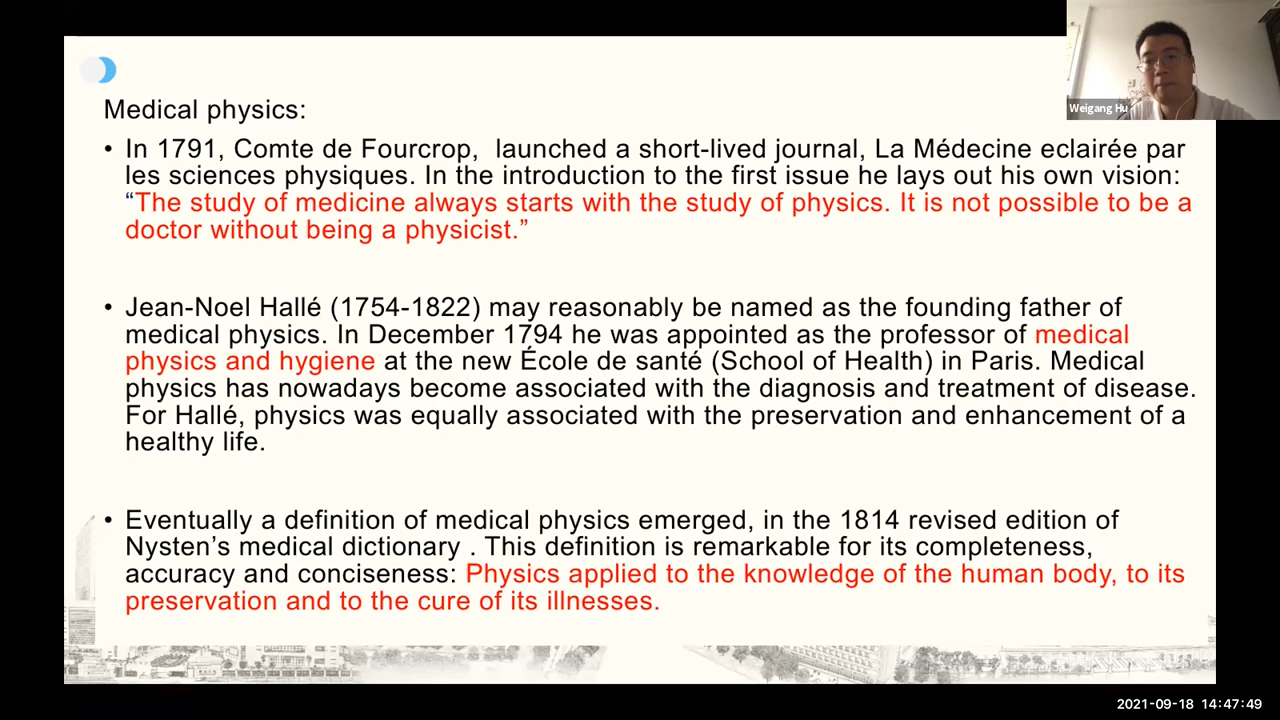 Medical physics:
• In 1791, Comte de Fourcrop,  launched a short-lived journal, La Médecine eclairée par
les sciences physiques. In the introduction to the first issue he lays out his own vision:
“The study of medicine always starts with the study of physics. It is not possible to be a
doctor without being a physicist.”
• Jean-Noel Hallé (1754-1822) may reasonably be named as the founding father of
medical physics. In December 1794 he was appointed as the professor of medical
physics and hygiene at the new École de santé (School of Health) in Paris. Medical
physics has nowadays become associated with the diagnosis and treatment of disease.
For Hallé, physics was equally associated with the preservation and enhancement of a
healthy life.
• Eventually a definition of medical physics emerged, in the 1814 revised edition of
Nysten’s medical dictionary . This definition is remarkable for its completeness,
accuracy and conciseness: Physics applied to the knowledge of the human body, to its
preservation and to the cure of its illnesses.
Weigang Hu
2021-09-18 14:47:49